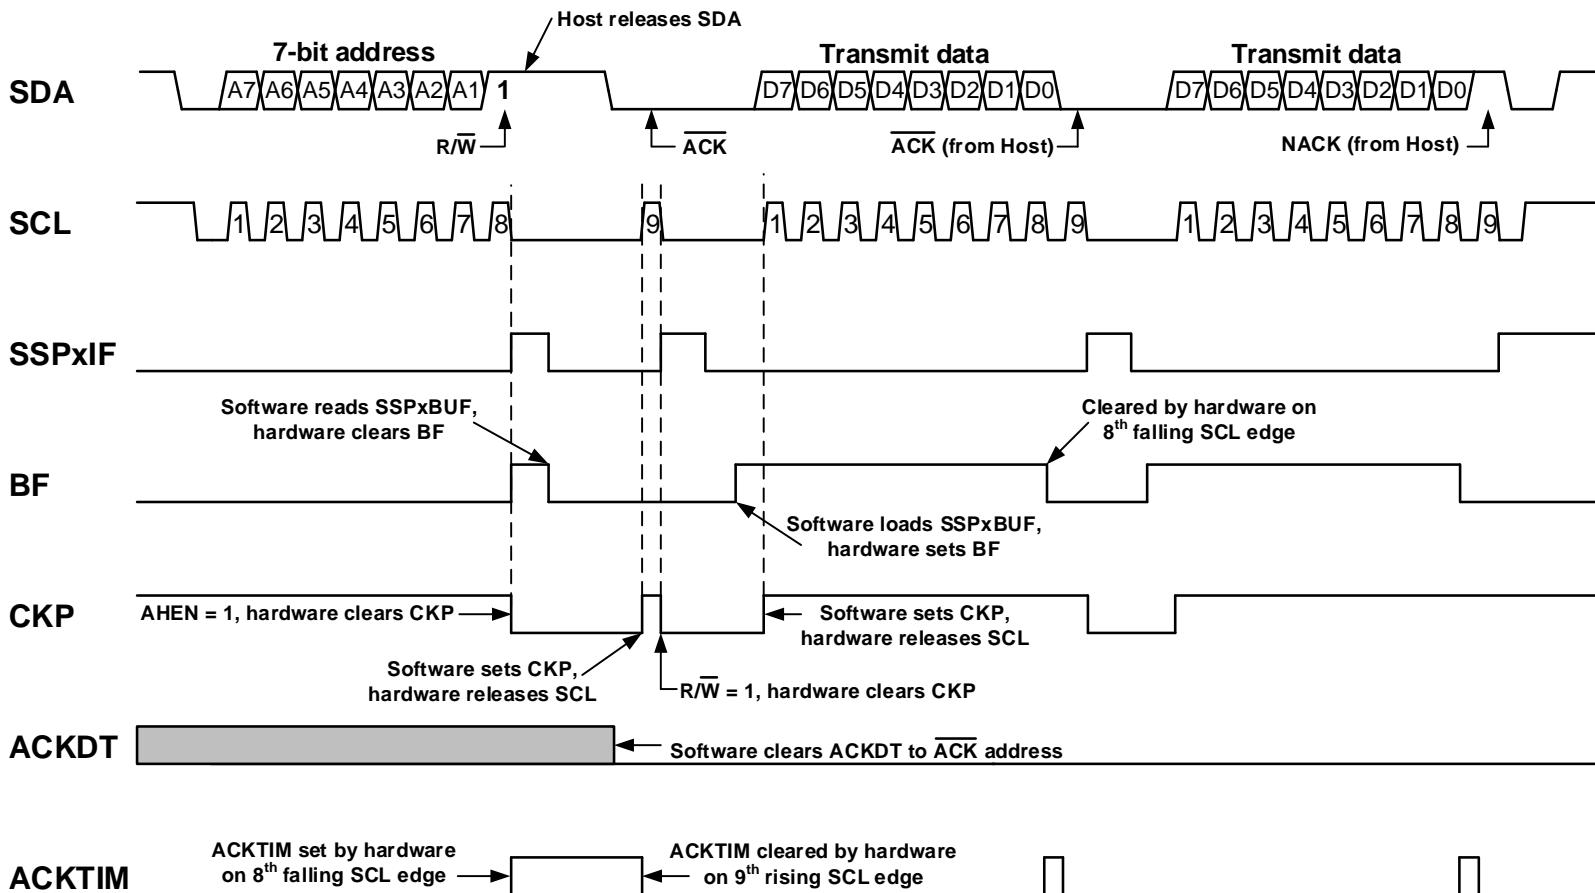 Host releases SDA
7-bit address
Transmit data
Transmit data
SDA
A7 A6 A5 A4 A3 A2 A1 1
D7 D6 D5 D4 D3 D2 D1 D0
D7 D6 D5 D4 D3 D2 D1 D0
R/W̅
A̅C̅K̅
A̅C̅K̅ (from Host)
NACK (from Host)
SCL
1 2 3 4 5 6 7 8 9
1 2 3 4 5 6 7 8 9
1 2 3 4 5 6 7 8 9
SSPxIF
Software reads SSPxBUF,
hardware clears BF
Cleared by hardware on
8th falling SCL edge
BF
Software loads SSPxBUF,
hardware sets BF
CKP
AHEN = 1, hardware clears CKP
Software sets CKP,
hardware releases SCL
Software sets CKP,
hardware releases SCL
R/W̅ = 1, hardware clears CKP
ACKDT
Software clears ACKDT to A̅C̅K̅ address
ACKTIM
ACKTIM set by hardware
on 8th falling SCL edge
ACKTIM cleared by hardware
on 9th rising SCL edge